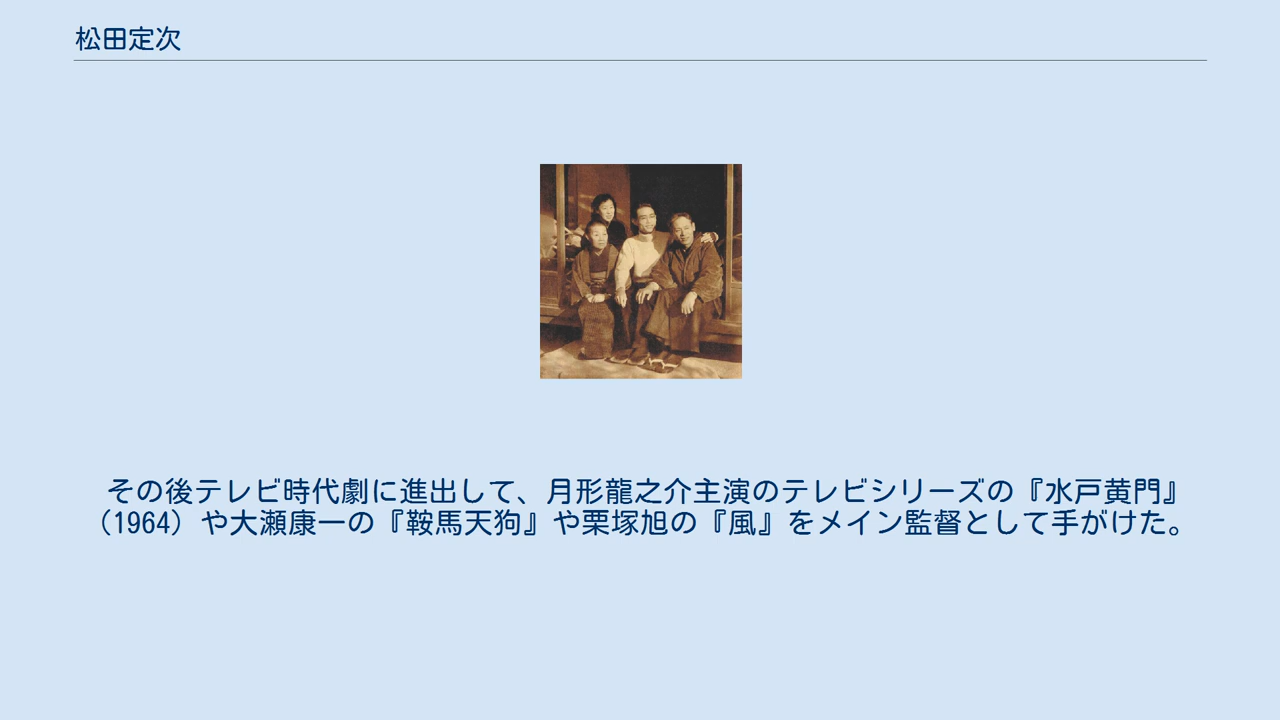 松田定次
その後テレビ時代劇に進出して、月形龍之介主演のテレビシリーズの『水戸黄門』
（1964）や大瀬康一の『鞍馬天狗』や栗塚旭の『風』をメイン監督として手がけた。